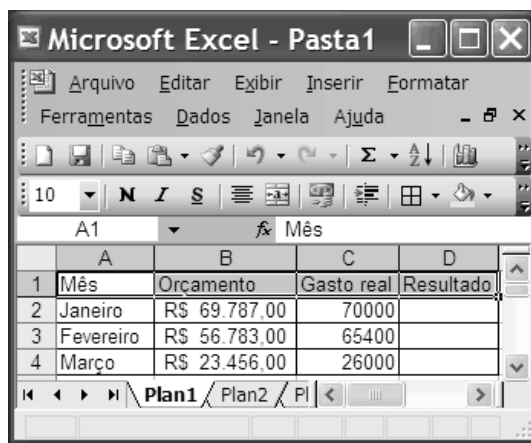 Microsoft Excel - Pasta1
Arquivo Editar Exibir Inserir Formatar
Ferramentas Dados Janela Ajuda
10 N I S
A1 fx Mês
A B C D
1 Mês Orçamento Gasto real Resultado
2 Janeiro R$ 69.787,00 70000
3 Fevereiro R$ 56.783,00 65400
4 Março R$ 23.456,00 26000
Plan1 / Plan2 / Pl